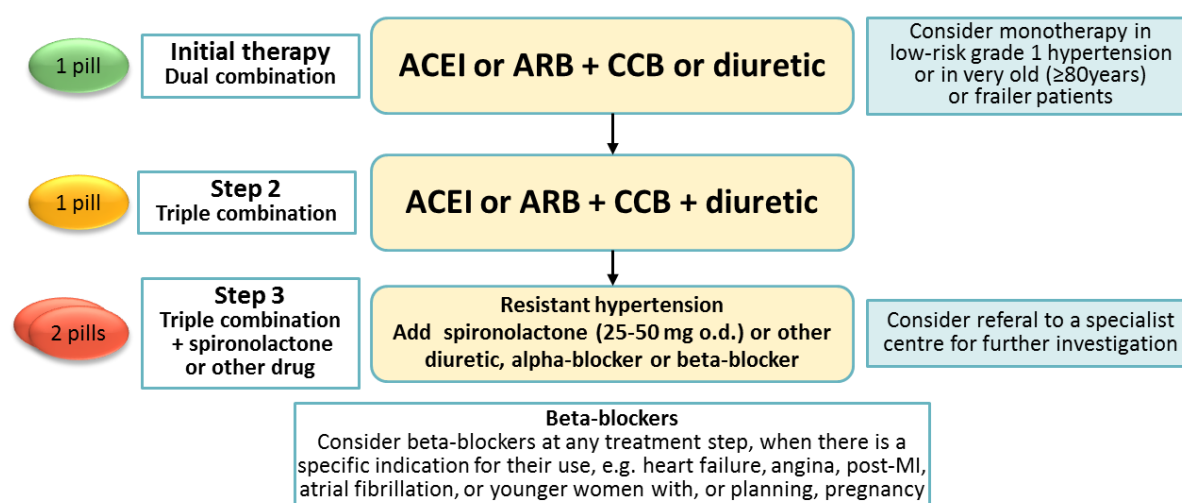 1 pill
Initial therapy
Dual combination
ACEI or ARB + CCB or diuretic
Consider monotherapy in
low-risk grade 1 hypertension
or in very old (≥80years)
or frailer patients
1 pill
Step 2
Triple combination
ACEI or ARB + CCB + diuretic
2 pills
Step 3
Triple combination
+ spironolactone
or other drug
Resistant hypertension
Add spironolactone (25-50 mg o.d.) or other
diuretic, alpha-blocker or beta-blocker
Consider referal to a specialist
centre for further investigation
Beta-blockers
Consider beta-blockers at any treatment step, when there is a
specific indication for their use, e.g. heart failure, angina, post-MI,
atrial fibrillation, or younger women with, or planning, pregnancy